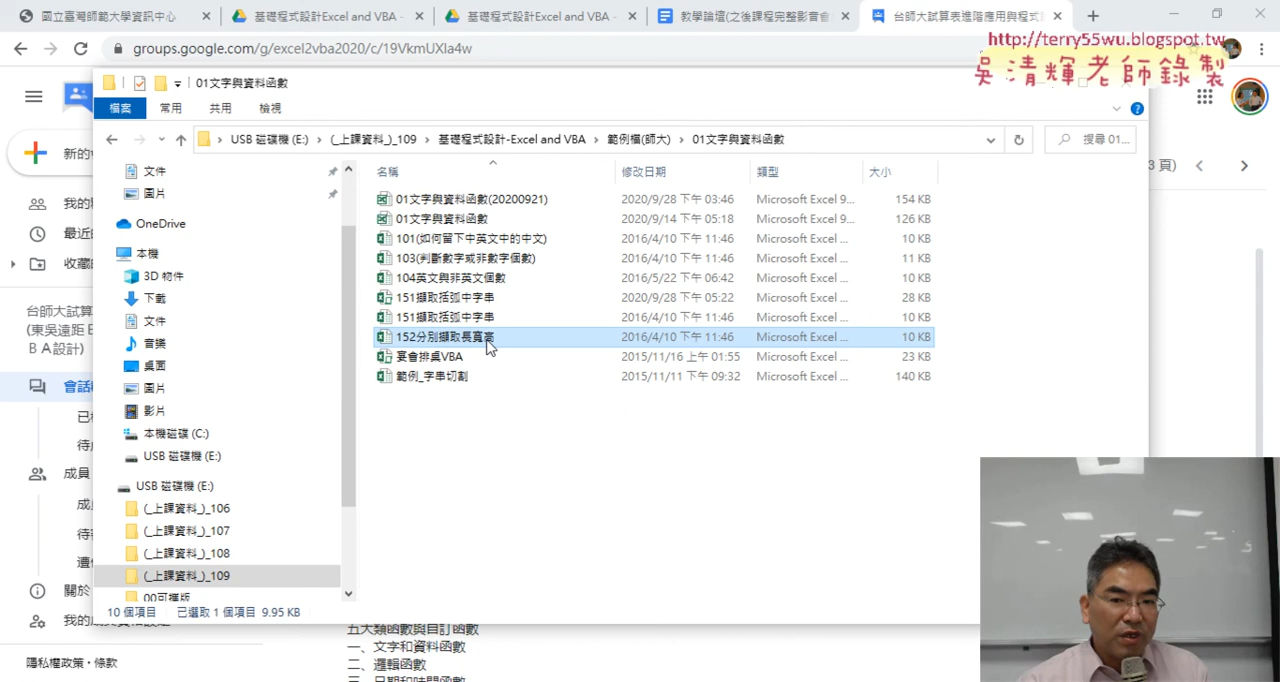 國立臺灣師範大學資訊中心
基礎程式設計Excel and VBA -
基礎程式設計Excel and VBA -
教學論壇(之後課程完整影音會
台師大試算表進階應用與程式
groups.google.com/g/excel2vba2020/c/19VkmUXIa4w
http://terry55wu.blogspot.tw
吳清輝老師錄製
01文字與資料函數
檔案
常用
共用
檢視
USB 磁碟機 (E:)
(_上課資料_)_109
基礎程式設計-Excel and VBA
範例檔(師大)
01文字與資料函數
搜尋 01...
名稱
修改日期
類型
大小
01文字與資料函數(20200921) 2020/9/28 下午 03:46 Microsoft Excel 9... 154 KB
01文字與資料函數 2020/9/14 下午 05:18 Microsoft Excel 9... 126 KB
101(如何留下中英文中的中文) 2016/4/10 下午 11:46 Microsoft Excel ... 10 KB
103(判斷數字或非數字個數) 2016/4/10 下午 11:46 Microsoft Excel ... 11 KB
104英文與非英文個數 2016/5/22 下午 06:42 Microsoft Excel ... 10 KB
151擷取括弧中字串 2020/9/28 下午 05:22 Microsoft Excel ... 28 KB
151擷取括弧中字串 2016/4/10 下午 11:46 Microsoft Excel ... 10 KB
152分別擷取長寬高 2016/4/10 下午 11:46 Microsoft Excel ... 10 KB
宴會排桌VBA 2015/11/16 上午 01:55 Microsoft Excel ... 23 KB
範例_字串切割 2015/11/11 下午 09:32 Microsoft Excel ... 140 KB
文件
圖片
OneDrive
本機
3D 物件
下載
文件
音樂
桌面
圖片
影片
本機磁碟 (C:)
USB 磁碟機 (E:)
USB 磁碟機 (E:)
(_上課資料_)_106
(_上課資料_)_107
(_上課資料_)_108
(_上課資料_)_109
00可攜版
10 個項目
已選取 1 個項目 9.95 KB
新的
我的
最近
收藏
台師大試算
(東吳遠距 E
B A設計)
會話
成員
關於
隱私權政策 • 條款
3 頁)
五大類函數與自訂函數
一、文字和資料函數
二、邏輯函數
三、日期和時間函數